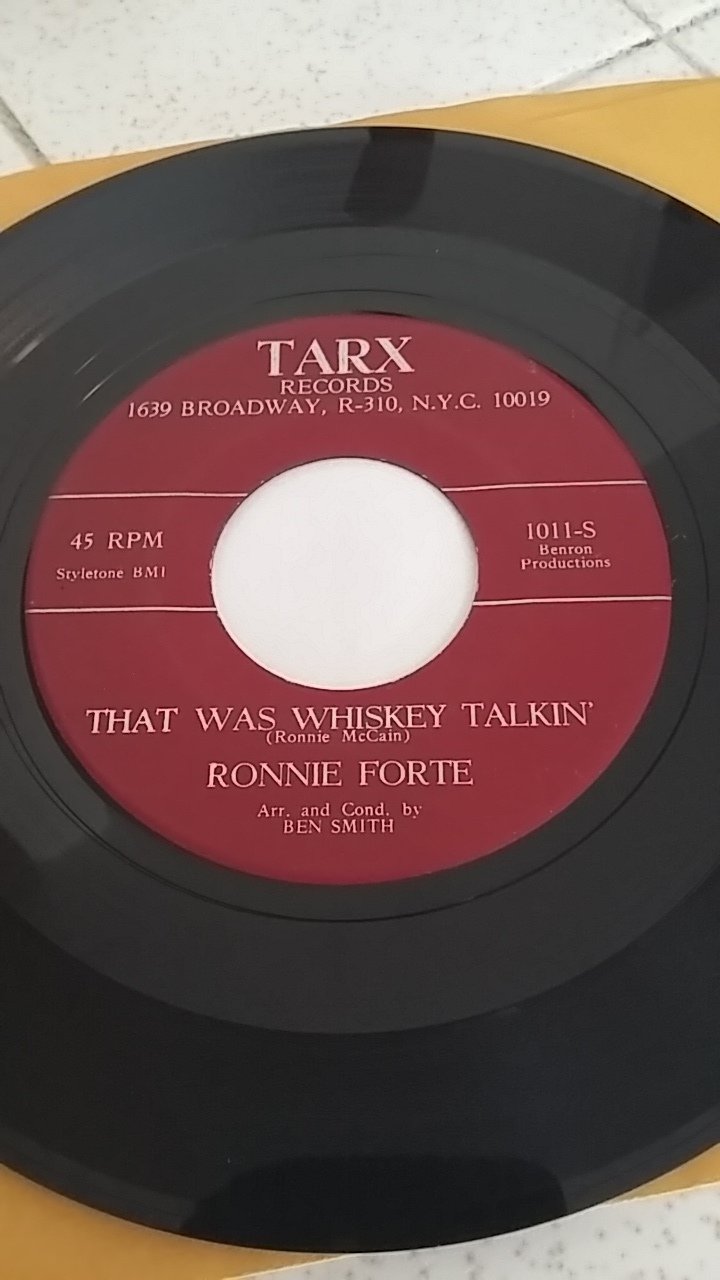 TARX
RECORDS
1639 BROADWAY, R-310, N.Y.C. 10019
45 RPM
Styletone BMI
1011-S
Benron
Productions
THAT WAS WHISKEY TALKIN'
(Ronnie McCain)
RONNIE FORTE
Arr. and Cond. by
BEN SMITH